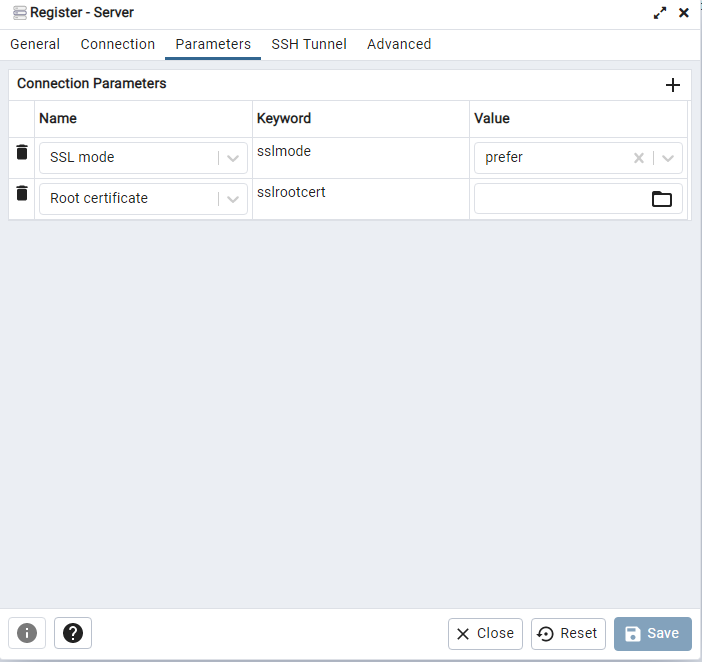 Register - Server
General Connection Parameters SSH Tunnel Advanced
Connection Parameters
Name Keyword Value
SSL mode sslmode prefer
Root certificate sslrootcert
Close Reset Save